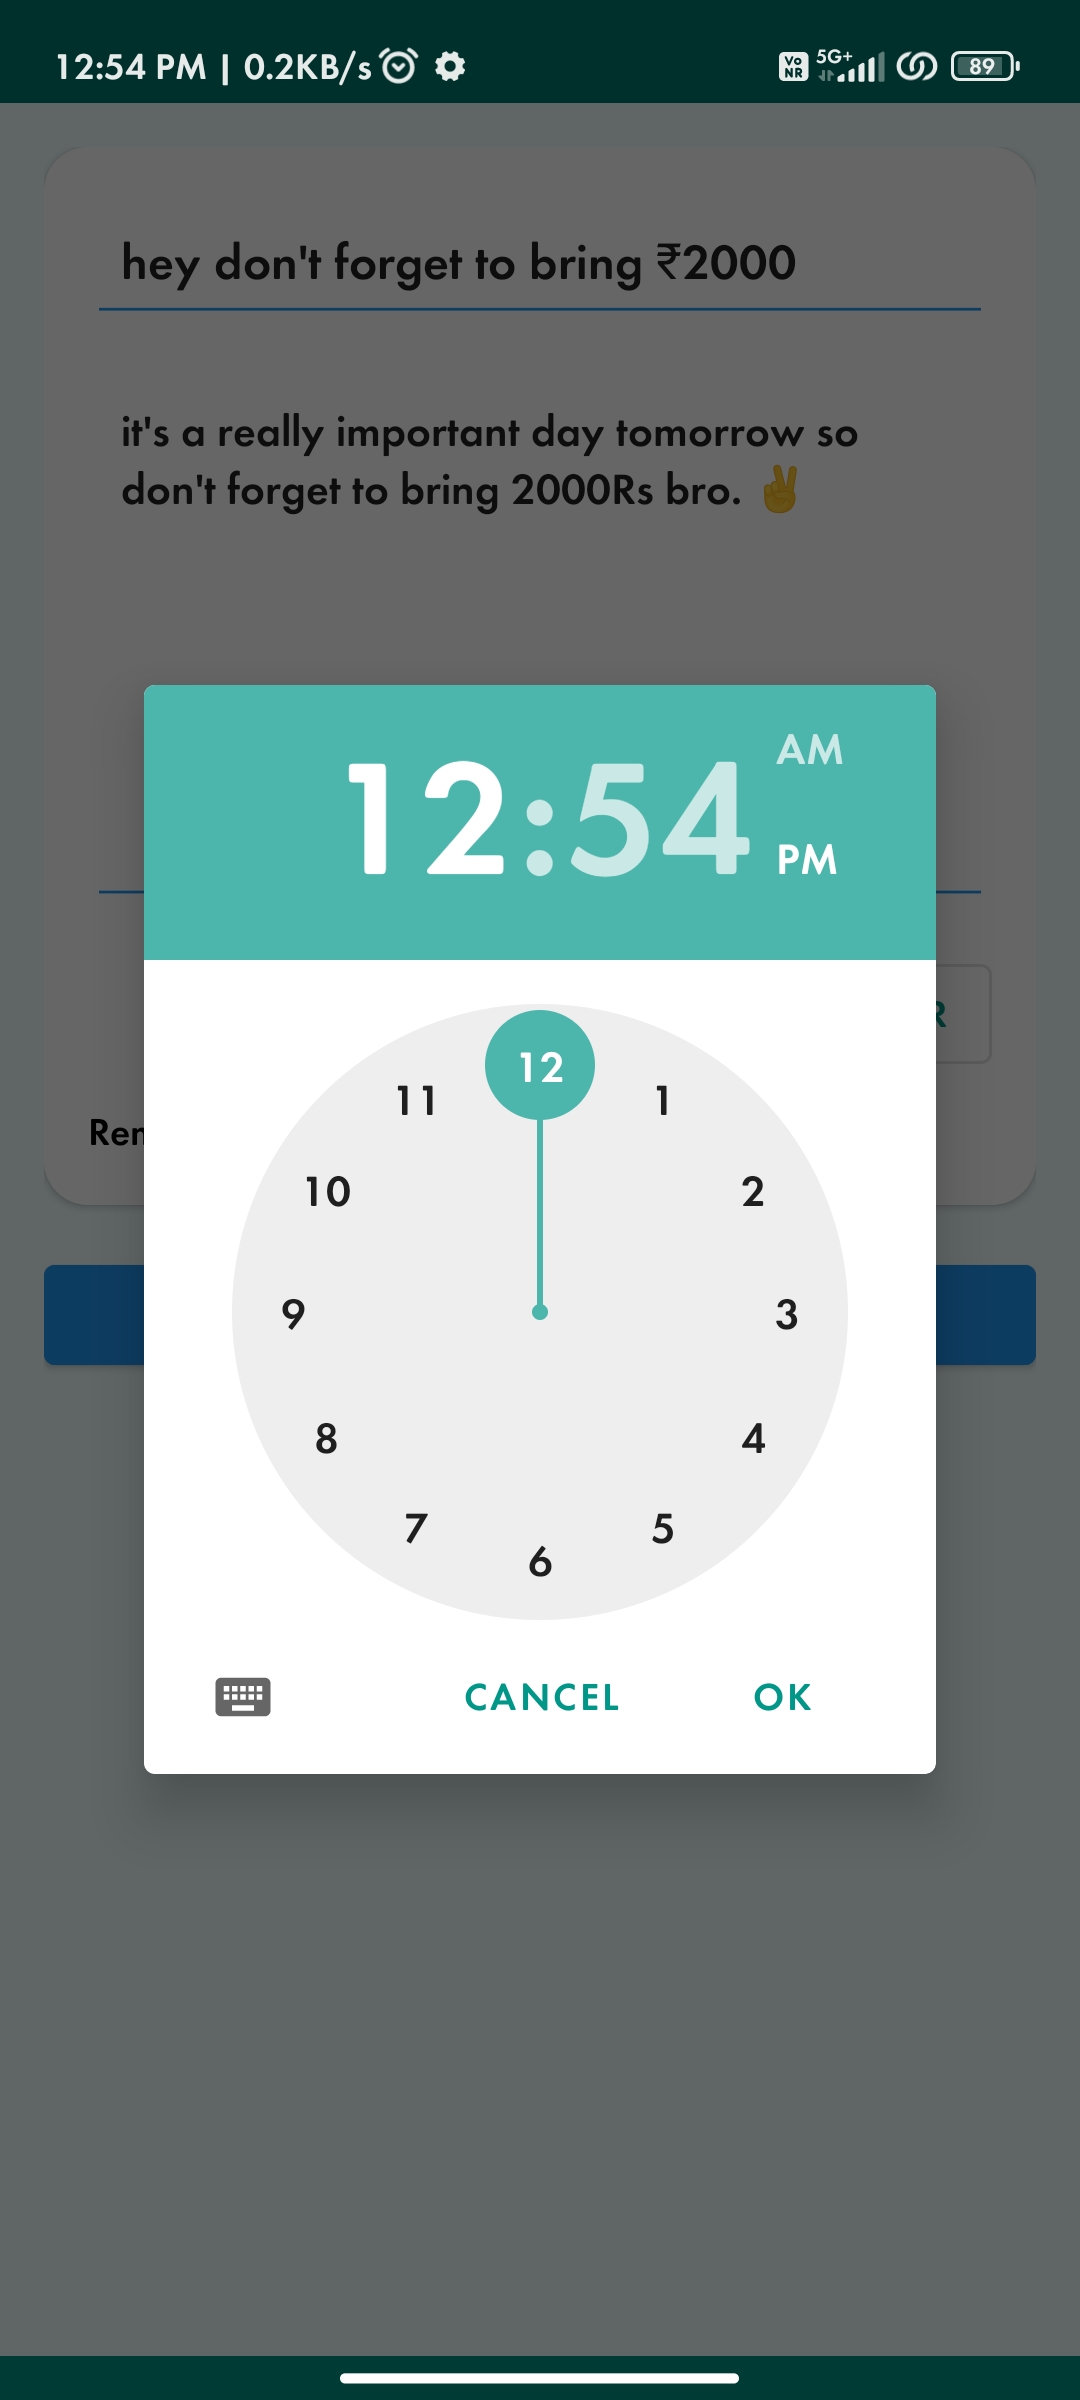 12:54 PM | 0.2KB/s
Vo NR 5G+ 89
hey don't forget to bring ₹2000
it's a really important day tomorrow so
don't forget to bring 2000Rs bro. ✌️
12:54 AM PM
12
11 1
10 2
9 3
8 4
7 5
6
CANCEL OK